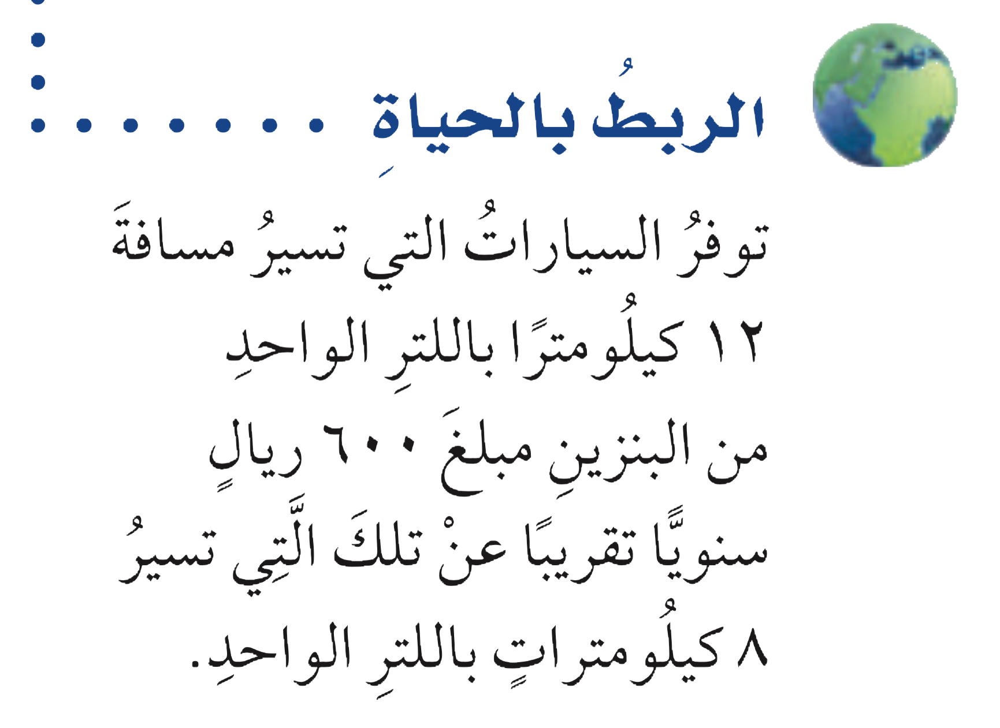 الربطُ بالحياةِ
توفرُ السياراتُ التي تسيرُ مسافةَ
١٢ كيلُومترًا باللترِ الواحدِ
من البنزينِ مبلغَ ٦٠٠ ريالٍ
سنويًّا تقريبًا عنْ تلكَ الَّتِي تسيرُ
٨ كيلُومتراتٍ باللترِ الواحدِ.